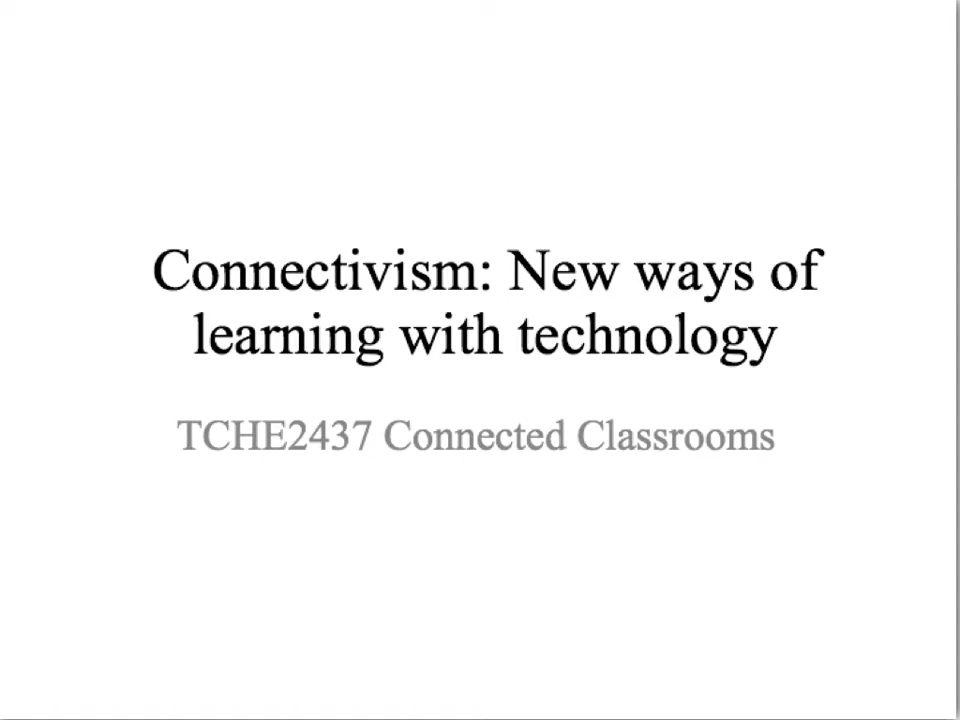 Connectivism: New ways of
learning with technology
TCHE2437 Connected Classrooms